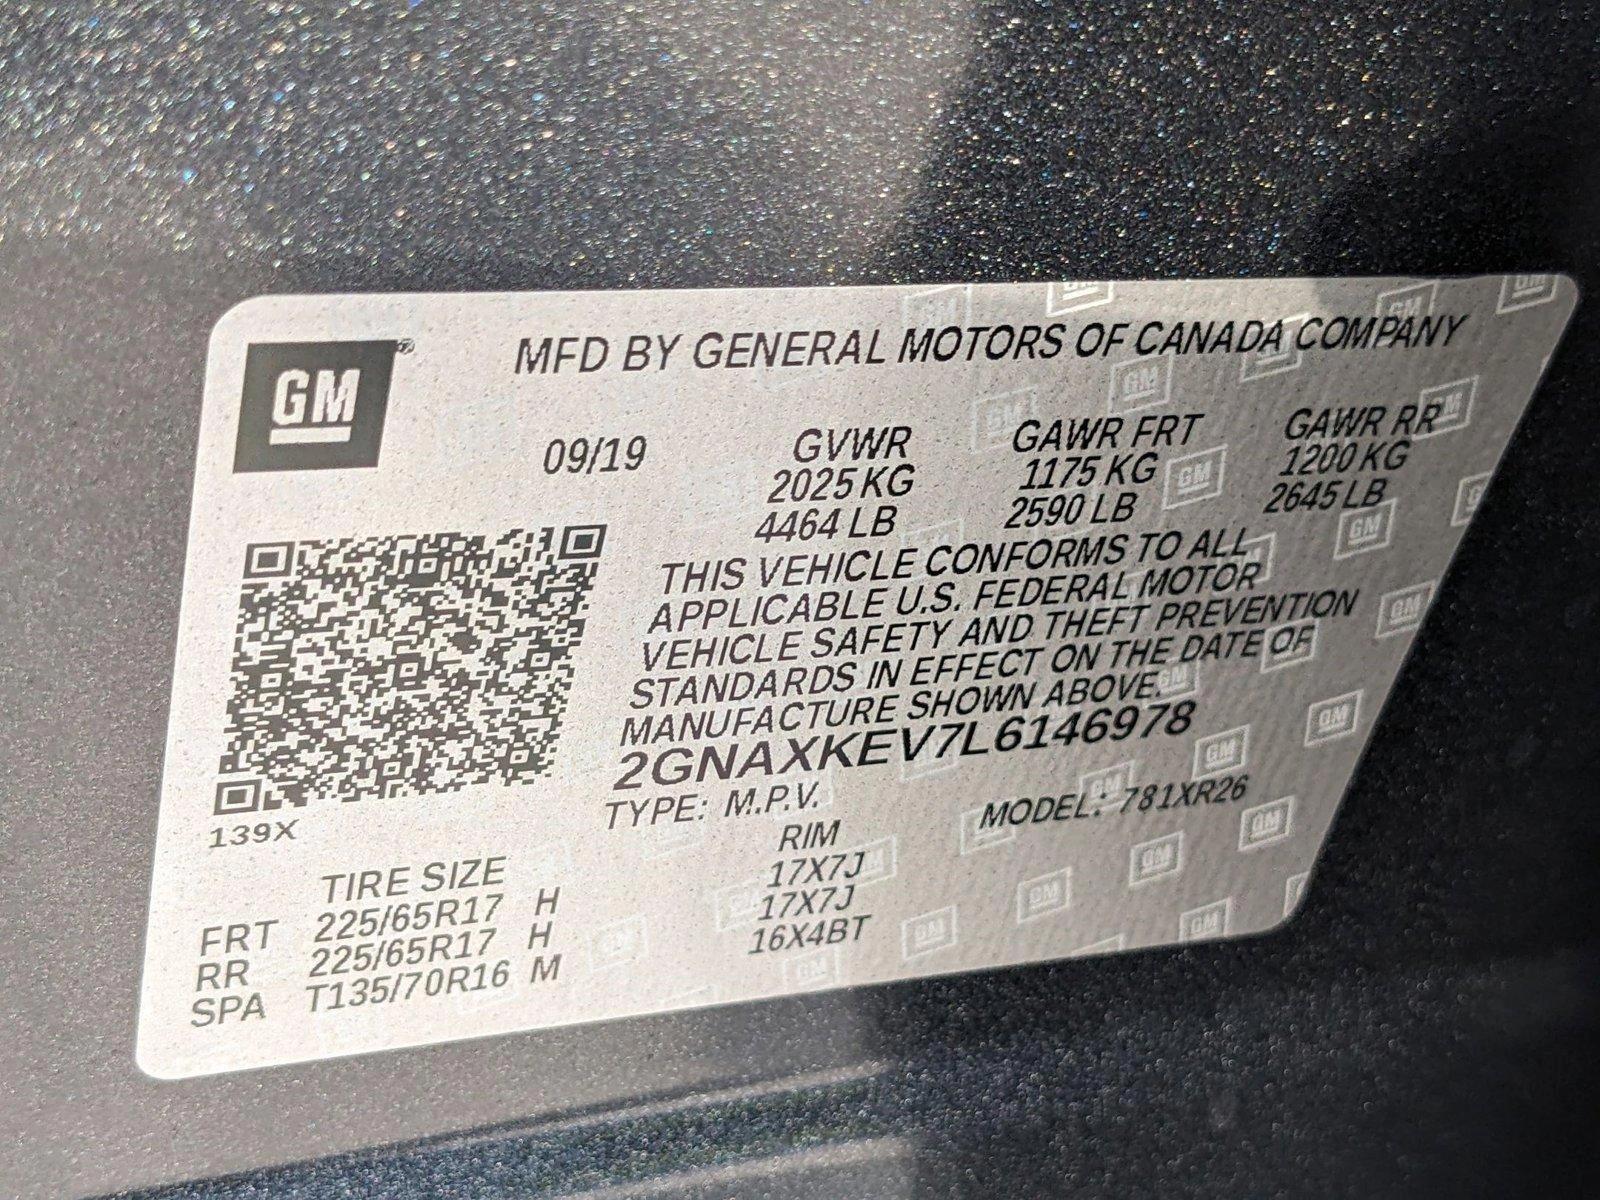 GM
MFD BY GENERAL MOTORS OF CANADA COMPANY
09/19 GVWR GAWR FRT GAWR RR
2025 KG 1175 KG 1200 KG
4464 LB 2590 LB 2645 LB
THIS VEHICLE CONFORMS TO ALL
APPLICABLE U.S. FEDERAL MOTOR
VEHICLE SAFETY AND THEFT PREVENTION
STANDARDS IN EFFECT ON THE DATE OF
MANUFACTURE SHOWN ABOVE.
2GNAXKEV7L6146978
139X
TYPE: M.P.V. MODEL: 781XR26
TIRE SIZE RIM
FRT 225/65R17 H 17X7J
RR 225/65R17 H 17X7J
SPA T135/70R16 M 16X4BT